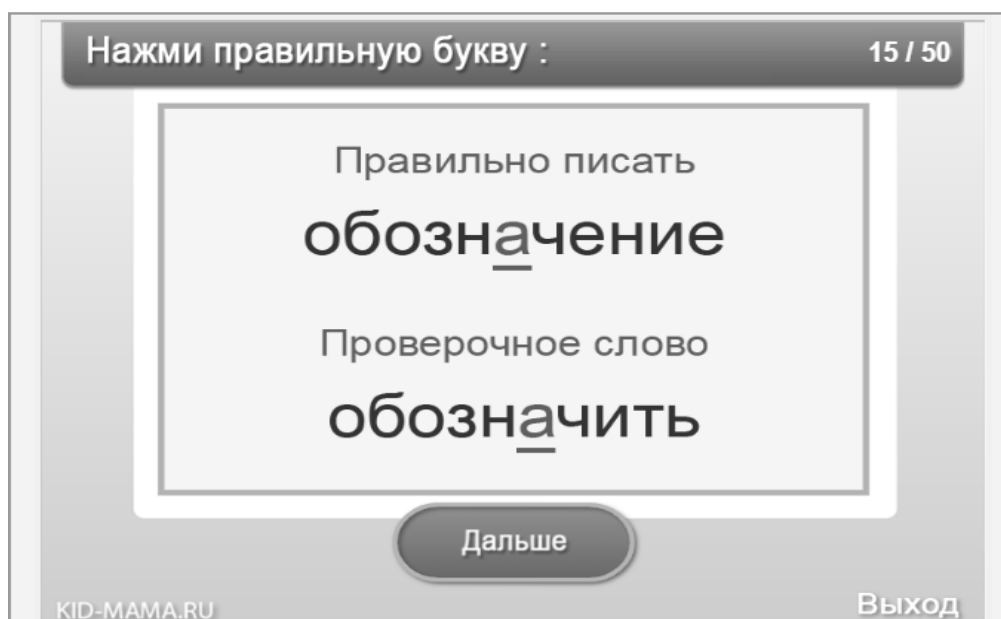 Нажми правильную букву : 15 / 50
Правильно писать
обозначение
Проверочное слово
обозначить
Дальше
KID-MAMA.RU Выход